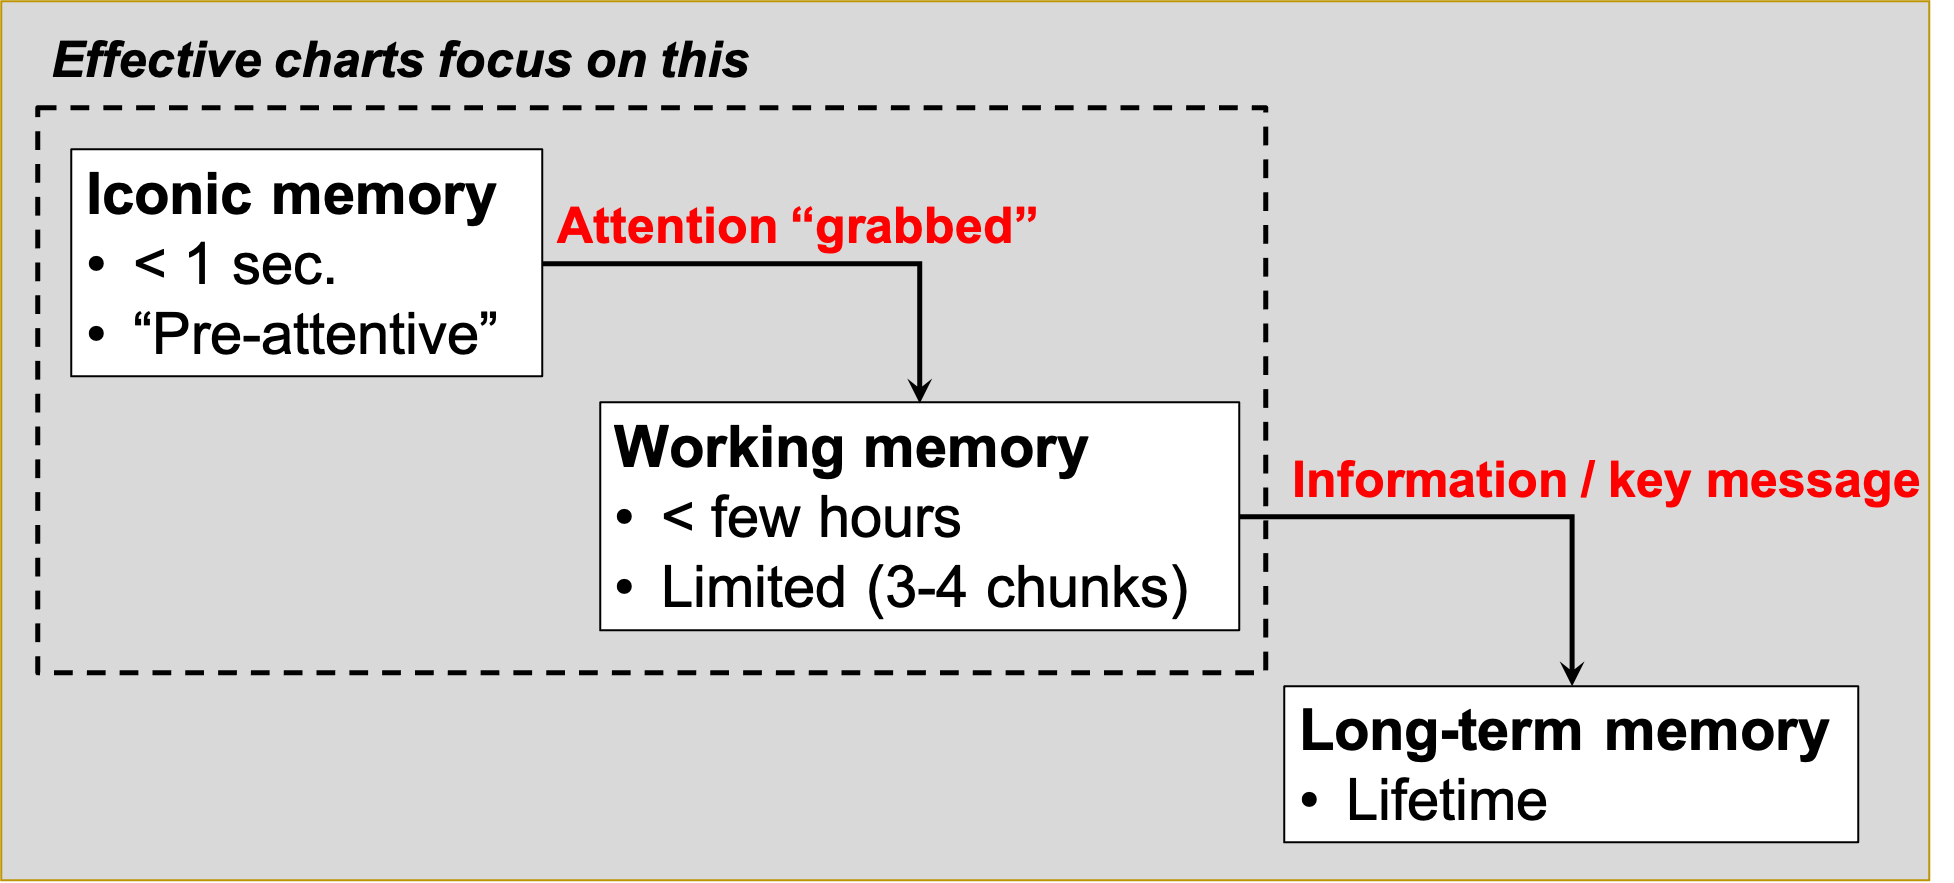 Effective charts focus on this
Iconic memory
• < 1 sec.
• “Pre-attentive”
Attention “grabbed”
Working memory
• < few hours
• Limited (3-4 chunks)
Information / key message
Long-term memory
• Lifetime